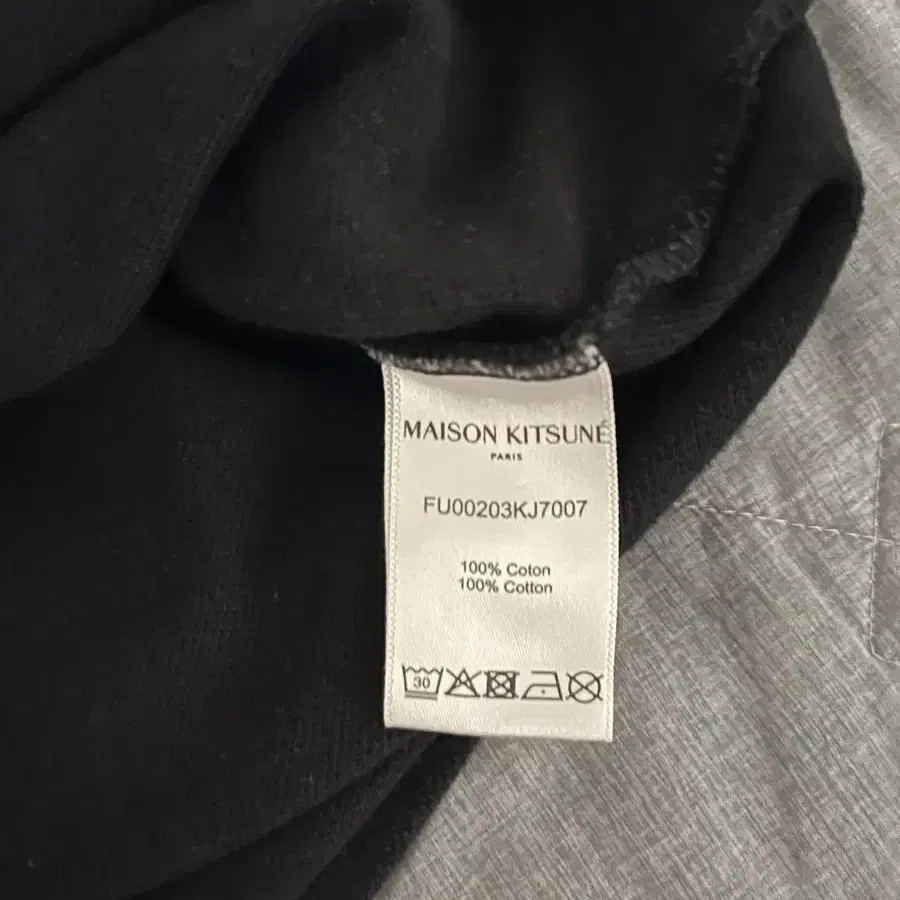 MAISON KITSUNÉ
PARIS
FU00203KJ7007
100% Coton
100% Cotton
30